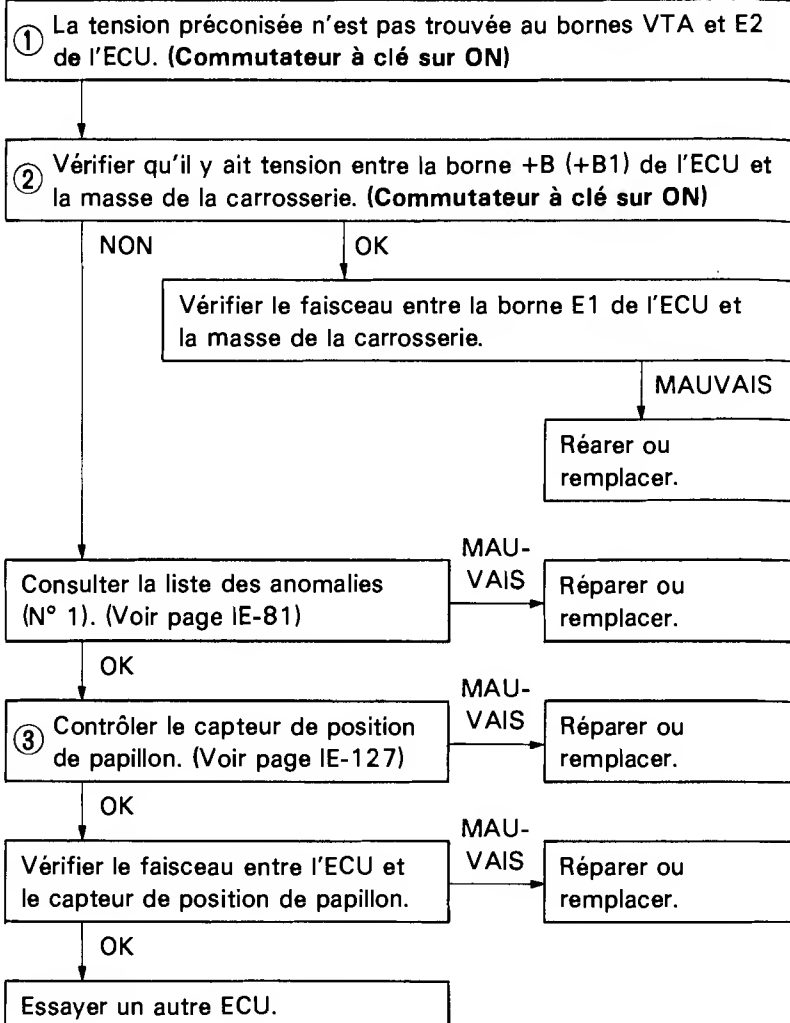 ① La tension préconisée n'est pas trouvée au bornes VTA et E2
de l'ECU. (Commutateur à clé sur ON)
② Vérifier qu'il y ait tension entre la borne +B (+B1) de l'ECU et
la masse de la carrosserie. (Commutateur à clé sur ON)
NON
OK
Vérifier le faisceau entre la borne E1 de l'ECU et
la masse de la carrosserie.
MAUVAIS
Réarer ou
remplacer.
Consulter la liste des anomalies
(N° 1). (Voir page IE-81)
MAU-
VAIS
Réparer ou
remplacer.
OK
③ Contrôler le capteur de position
de papillon. (Voir page IE-127)
MAU-
VAIS
Réparer ou
remplacer.
OK
Vérifier le faisceau entre l'ECU et
le capteur de position de papillon.
MAU-
VAIS
Réparer ou
remplacer.
OK
Essayer un autre ECU.